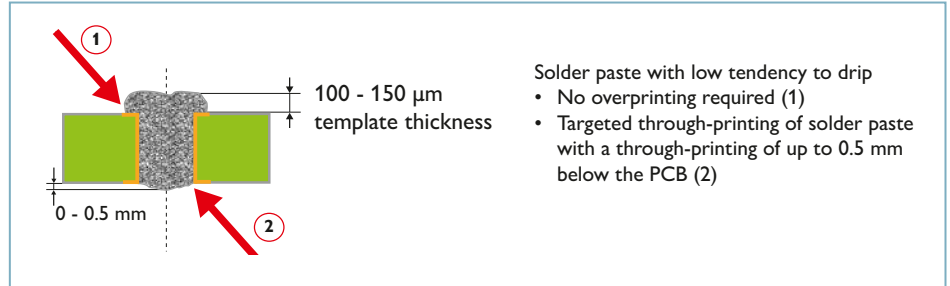 1
100 - 150 µm
template thickness
0 - 0.5 mm
2
Solder paste with low tendency to drip
• No overprinting required (1)
• Targeted through-printing of solder paste
with a through-printing of up to 0.5 mm
below the PCB (2)